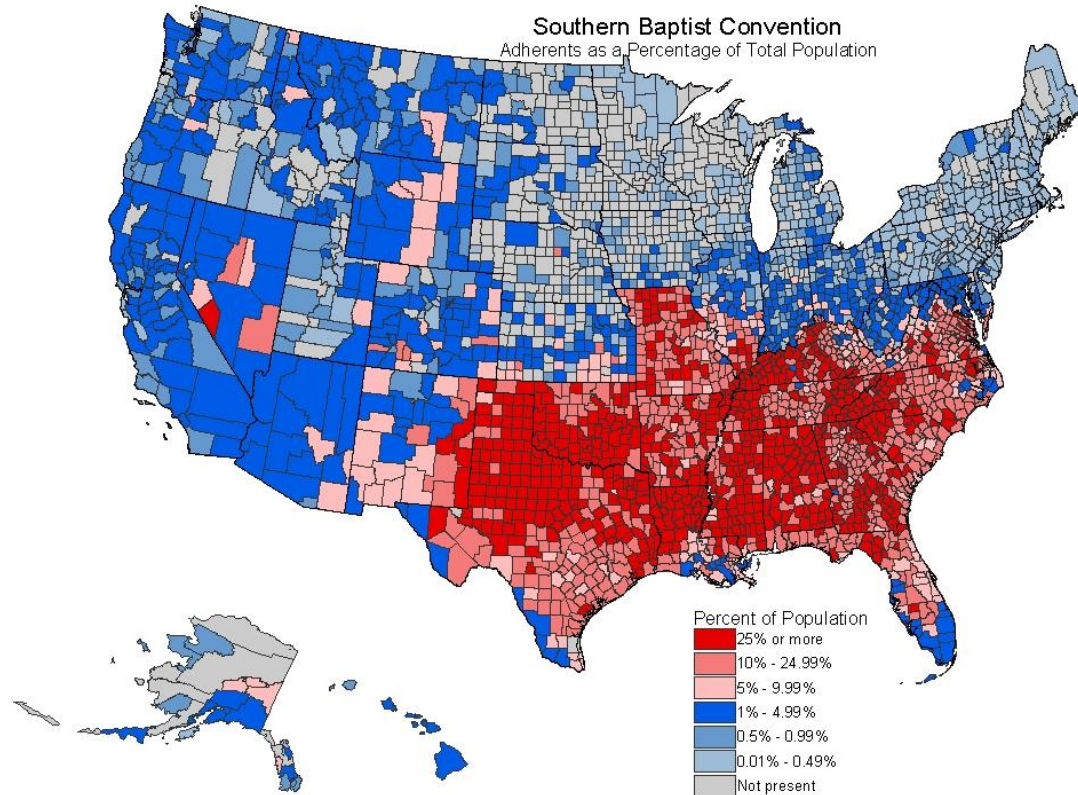 Southern Baptist Convention
Adherents as a Percentage of Total Population
Percent of Population
25% or more
10% - 24.99%
5% - 9.99%
1% - 4.99%
0.5% - 0.99%
0.01% - 0.49%
Not present